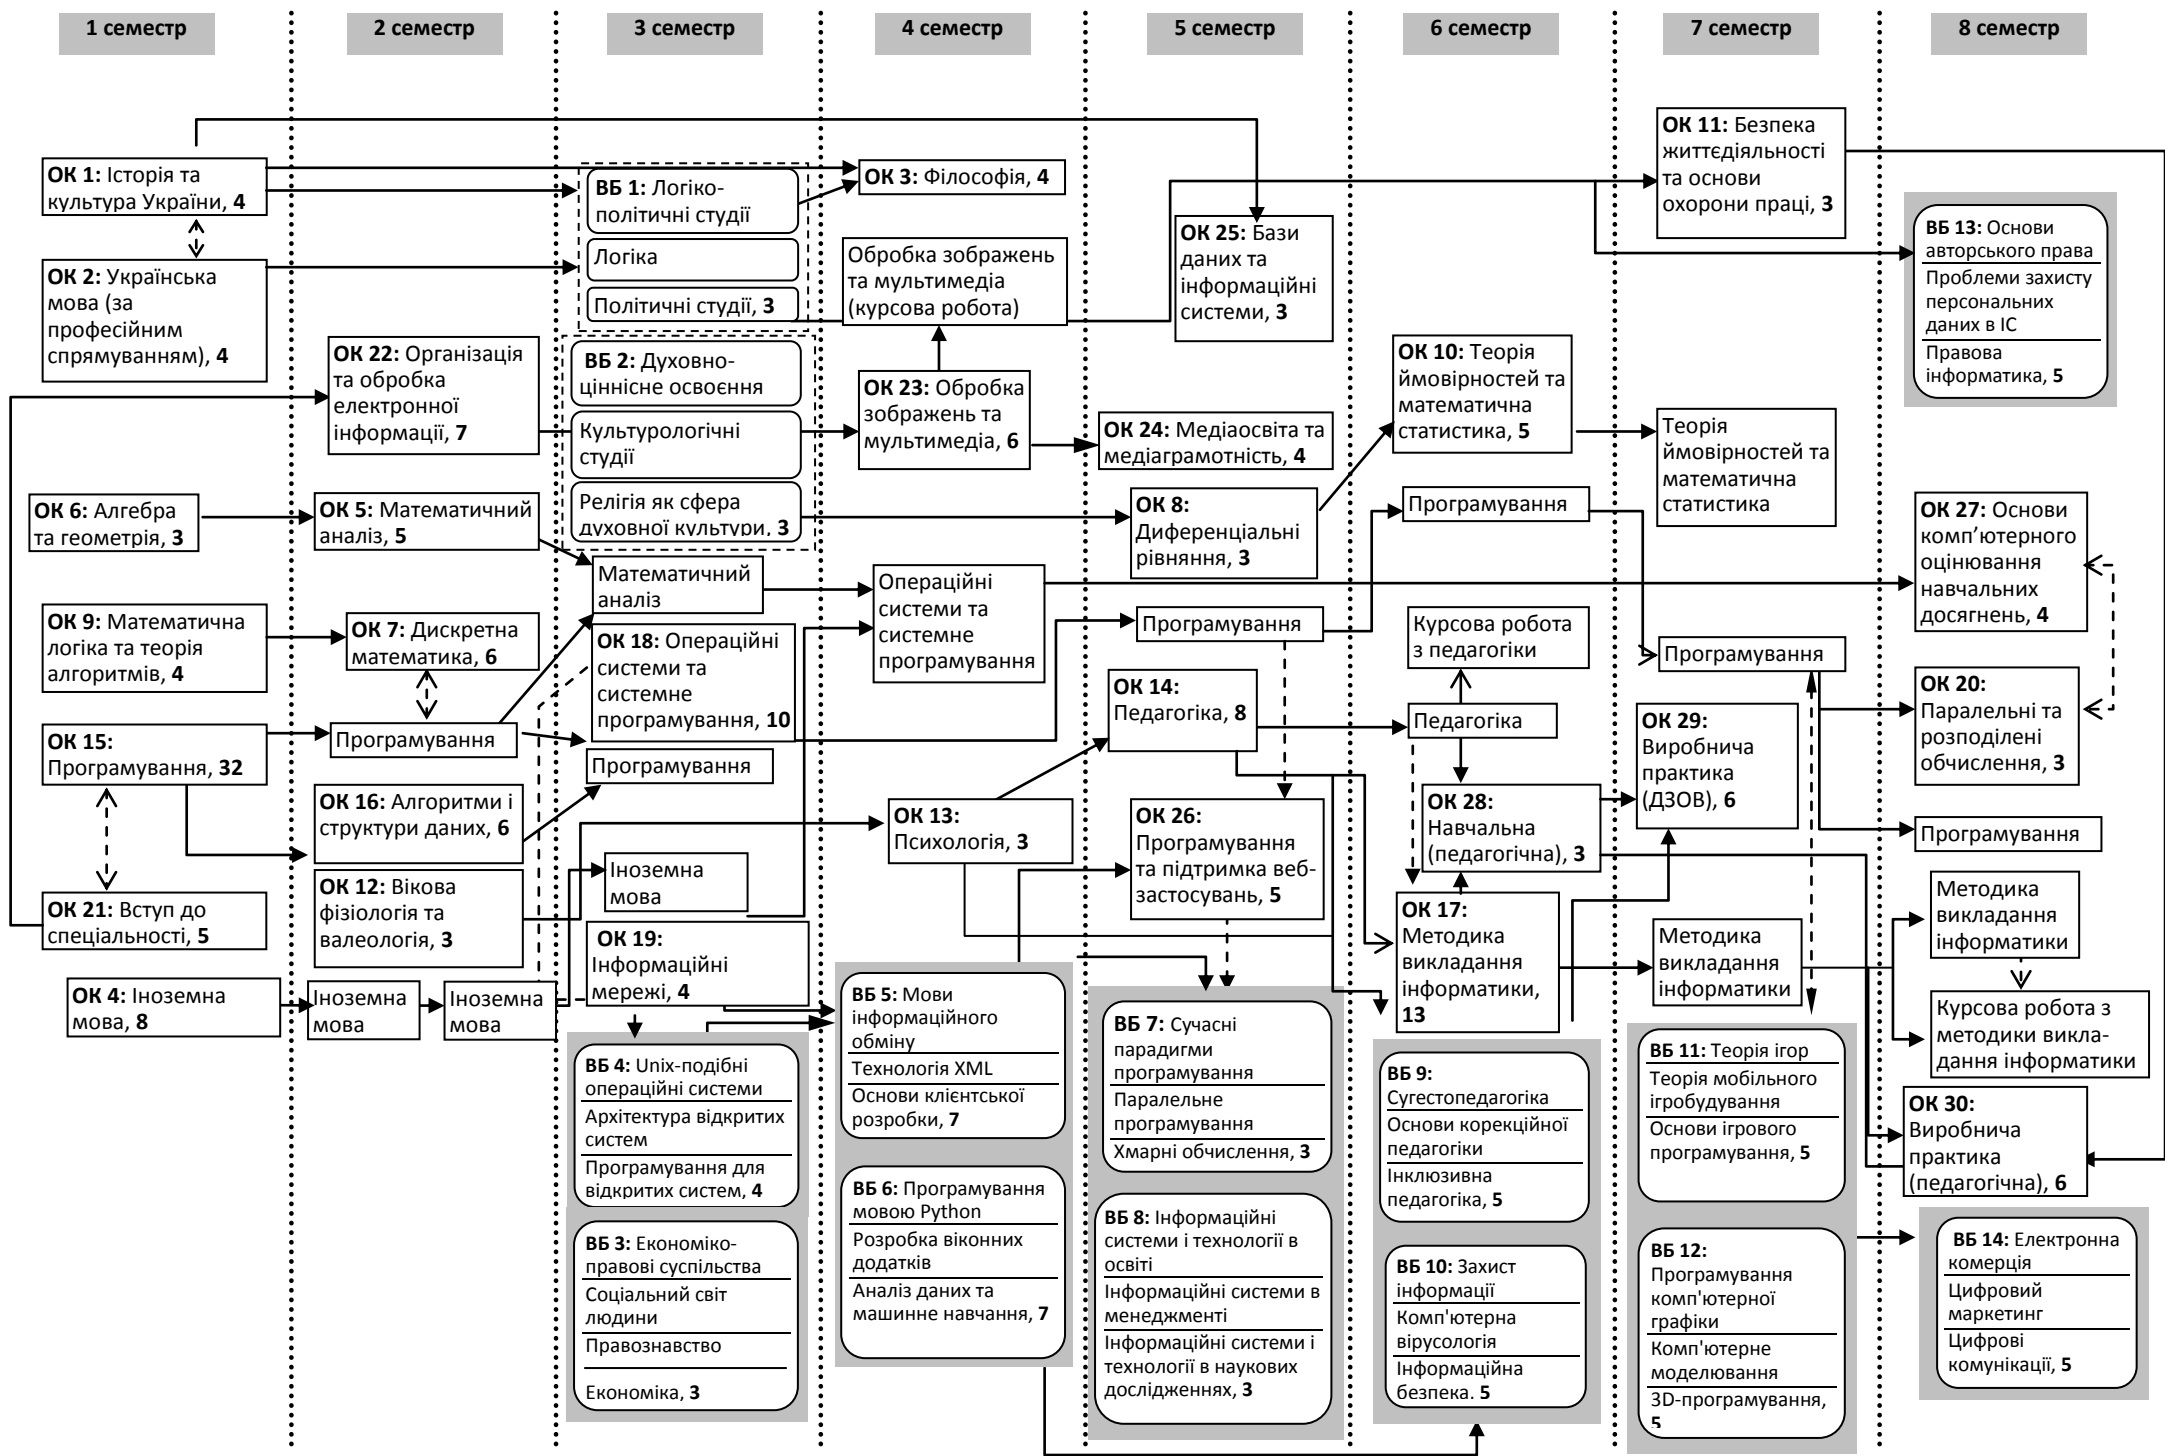 1 семестр
2 семестр
3 семестр
4 семестр
5 семестр
6 семестр
7 семестр
8 семестр
ОК 1: Історія та
культура України, 4
ОК 2: Українська
мова (за
професійним
спрямуванням), 4
ОК 6: Алгебра
та геометрія, 3
ОК 9: Математична
логіка та теорія
алгоритмів, 4
ОК 15:
Програмування, 32
ОК 21: Вступ до
спеціальності, 5
ОК 4: Іноземна
мова, 8
ОК 22: Організація
та обробка
електронної
інформації, 7
ОК 5: Математичний
аналіз, 5
ОК 7: Дискретна
математика, 6
Програмування
ОК 16: Алгоритми і
структури даних, 6
ОК 12: Вікова
фізіологія та
валеологія, 3
Іноземна
мова
Іноземна
мова
ВБ 1: Логіко-
політичні студії
Логіка
Політичні студії, 3
ВБ 2: Духовно-
ціннісне освоєння
Культурологічні
студії
Релігія як сфера
духовної культури, 3
Математичний
аналіз
ОК 18: Операційні
системи та
системне
програмування, 10
Програмування
Іноземна
мова
ОК 19:
Інформаційні
мережі, 4
ВБ 4: Unix-подібні
операційні системи
Архітектура відкритих
систем
Програмування для
відкритих систем, 4
ВБ 3: Економіко-
правові суспільства
Соціальний світ
людини
Правознавство
Економіка, 3
ОК 3: Філософія, 4
Обробка зображень
та мультимедіа
(курсова робота)
ОК 23: Обробка
зображень та
мультимедіа, 6
Операційні
системи та
системне
програмування
ОК 13:
Психологія, 3
ВБ 5: Мови
інформаційного
обміну
Технологія XML
Основи клієнтської
розробки, 7
ВБ 6: Програмування
мовою Python
Розробка віконних
додатків
Аналіз даних та
машинне навчання, 7
ОК 25: Бази
даних та
інформаційні
системи, 3
ОК 24: Медіаосвіта та
медіаграмотність, 4
ОК 8:
Диференціальні
рівняння, 3
Програмування
ОК 14:
Педагогіка, 8
ОК 26:
Програмування
та підтримка веб-
застосувань, 5
ВБ 7: Сучасні
парадигми
програмування
Паралельне
програмування
Хмарні обчислення, 3
ВБ 8: Інформаційні
системи і технології в
освіті
Інформаційні системи в
менеджменті
Інформаційні системи і
технології в наукових
дослідженнях, 3
ОК 10: Теорія
ймовірностей та
математична
статистика, 5
Програмування
Курсова робота
з педагогіки
Педагогіка
ОК 28:
Навчальна
(педагогічна), 3
ОК 17:
Методика
викладання
інформатики,
13
ВБ 9:
Сугестопедагогіка
Основи корекційної
педагогіки
Інклюзивна
педагогіка, 5
ВБ 10: Захист
інформації
Комп'ютерна
вірусологія
Інформаційна
безпека. 5
ОК 11: Безпека
життєдіяльності
та основи
охорони праці, 3
Теорія
ймовірностей та
математична
статистика
Програмування
ОК 29:
Виробнича
практика
(ДЗОВ), 6
Методика
викладання
інформатики
ВБ 11: Теорія ігор
Теорія мобільного
ігробудування
Основи ігрового
програмування, 5
ВБ 12:
Програмування
комп'ютерної
графіки
Комп'ютерне
моделювання
3D-програмування,
5
ВБ 13: Основи
авторського права
Проблеми захисту
персональних
даних в ІС
Правова
інформатика, 5
ОК 27: Основи
комп’ютерного
оцінювання
навчальних
досягнень, 4
ОК 20:
Паралельні та
розподілені
обчислення, 3
Програмування
Методика
викладання
інформатики
Курсова робота з
методики викла-
дання інформатики
ОК 30:
Виробнича
практика
(педагогічна), 6
ВБ 14: Електронна
комерція
Цифровий
маркетинг
Цифрові
комунікації, 5